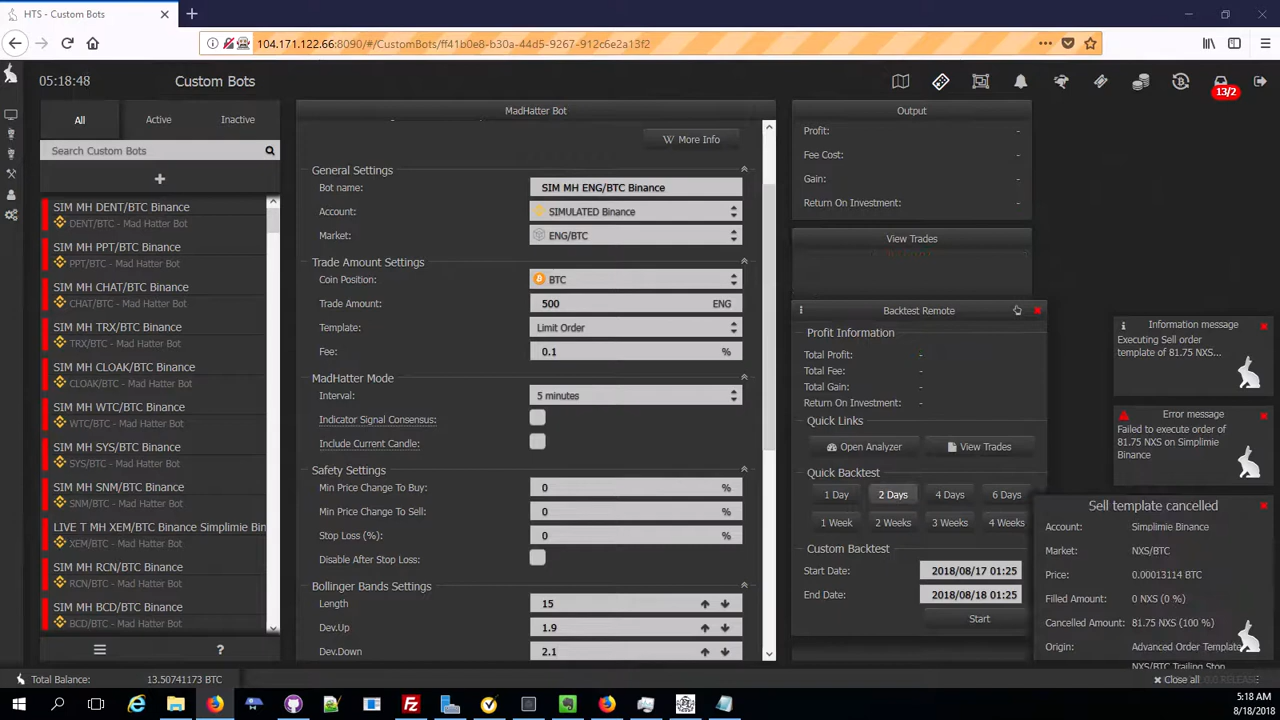 HTS - Custom Bots
104.171.122.66:8090/#/CustomBots/ff41b0e8-b30a-44d5-9267-912c6e2a13f2
05:18:48
Custom Bots
13/2
All
Active
Inactive
Search Custom Bots
SIM MH DENT/BTC Binance
DENT/BTC - Mad Hatter Bot
SIM MH PPT/BTC Binance
PPT/BTC - Mad Hatter Bot
SIM MH CHAT/BTC Binance
CHAT/BTC - Mad Hatter Bot
SIM MH TRX/BTC Binance
TRX/BTC - Mad Hatter Bot
SIM MH CLOAK/BTC Binance
CLOAK/BTC - Mad Hatter Bot
SIM MH WTC/BTC Binance
WTC/BTC - Mad Hatter Bot
SIM MH SYS/BTC Binance
SYS/BTC - Mad Hatter Bot
SIM MH SNM/BTC Binance
SNM/BTC - Mad Hatter Bot
LIVE T MH XEM/BTC Binance Simplimie Bin
XEM/BTC - Mad Hatter Bot
SIM MH RCN/BTC Binance
RCN/BTC - Mad Hatter Bot
SIM MH BCD/BTC Binance
BCD/BTC - Mad Hatter Bot
?
MadHatter Bot
W More Info
General Settings
Bot name: SIM MH ENG/BTC Binance
Account: SIMULATED Binance
Market: ENG/BTC
Trade Amount Settings
Coin Position: BTC
Trade Amount: 500 ENG
Template: Limit Order
Fee: 0.1 %
MadHatter Mode
Interval: 5 minutes
Indicator Signal Consensus:
Include Current Candle:
Safety Settings
Min Price Change To Buy: 0 %
Min Price Change To Sell: 0 %
Stop Loss (%): 0 %
Disable After Stop Loss:
Bollinger Bands Settings
Length 15
Dev.Up 1.9
Dev.Down 2.1
Output
Profit: -
Fee Cost: -
Gain: -
Return On Investment: -
View Trades
Backtest Remote
Profit Information
Total Profit: -
Total Fee: -
Total Gain: -
Return On Investment: -
Quick Links
Open Analyzer
View Trades
Quick Backtest
1 Day
2 Days
4 Days
6 Days
1 Week
2 Weeks
3 Weeks
4 Weeks
Custom Backtest
Start Date: 2018/08/17 01:25
End Date: 2018/08/18 01:25
Start
Information message
Executing Sell order
template of 81.75 NXS...
Error message
Failed to execute order of
81.75 NXS on Simplimie
Binance
Sell template cancelled
Account: Simplimie Binance
Market: NXS/BTC
Price: 0.00013114 BTC
Filled Amount: 0 NXS (0 %)
Cancelled Amount: 81.75 NXS (100 %)
Origin: Advanced Order Template
NXS/BTC Trailing Stop
Total Balance: 13.50741173 BTC
Close all
5:18 AM
8/18/2018